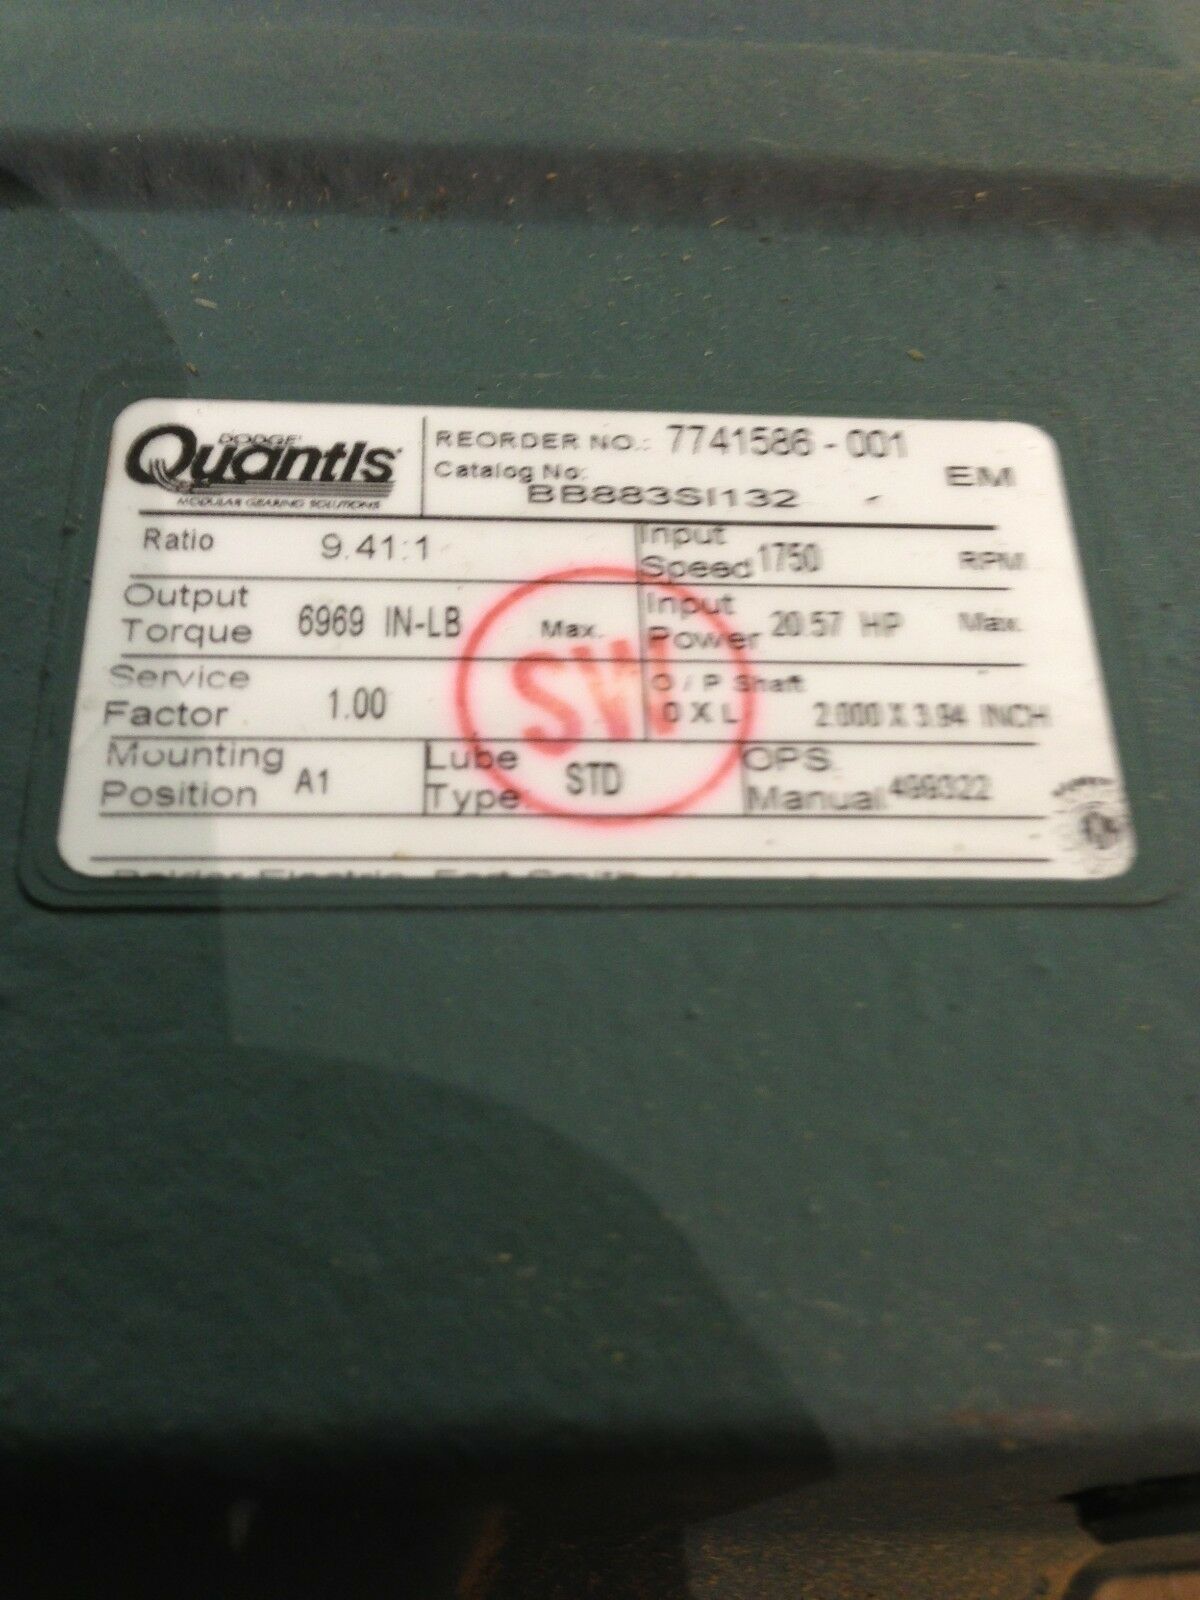 DODGE
Quantis
MODULAR GEARING SOLUTIONS
REORDER NO.: 7741586-001
Catalog No:
BB883SI132
EM
Ratio 9.41:1
Input Speed 1750 RPM
Output Torque 6969 IN-LB Max.
Input Power 20.57 HP Max.
Service Factor 1.00
O/P Shaft
D X L 2.000 X 3.94 INCH
Mounting Position A1
Lube Type STD
OPS Manual 499322
SW